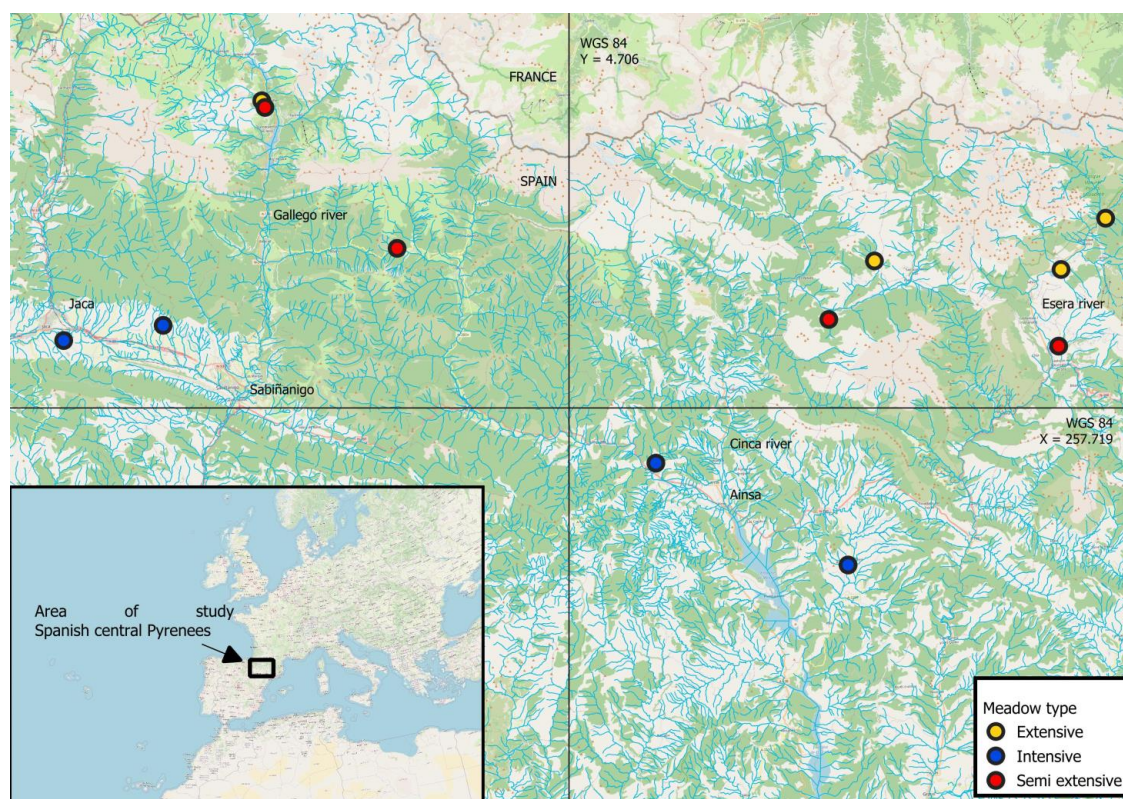 WGS 84
Y = 4.706
FRANCE
SPAIN
Gallego river
Jaca
Esera river
Sabiñanigo
WGS 84
X = 257.719
Cinca river
Ainsa
Area of study
Spanish central Pyrenees
Meadow type
Extensive
Intensive
Semi extensive